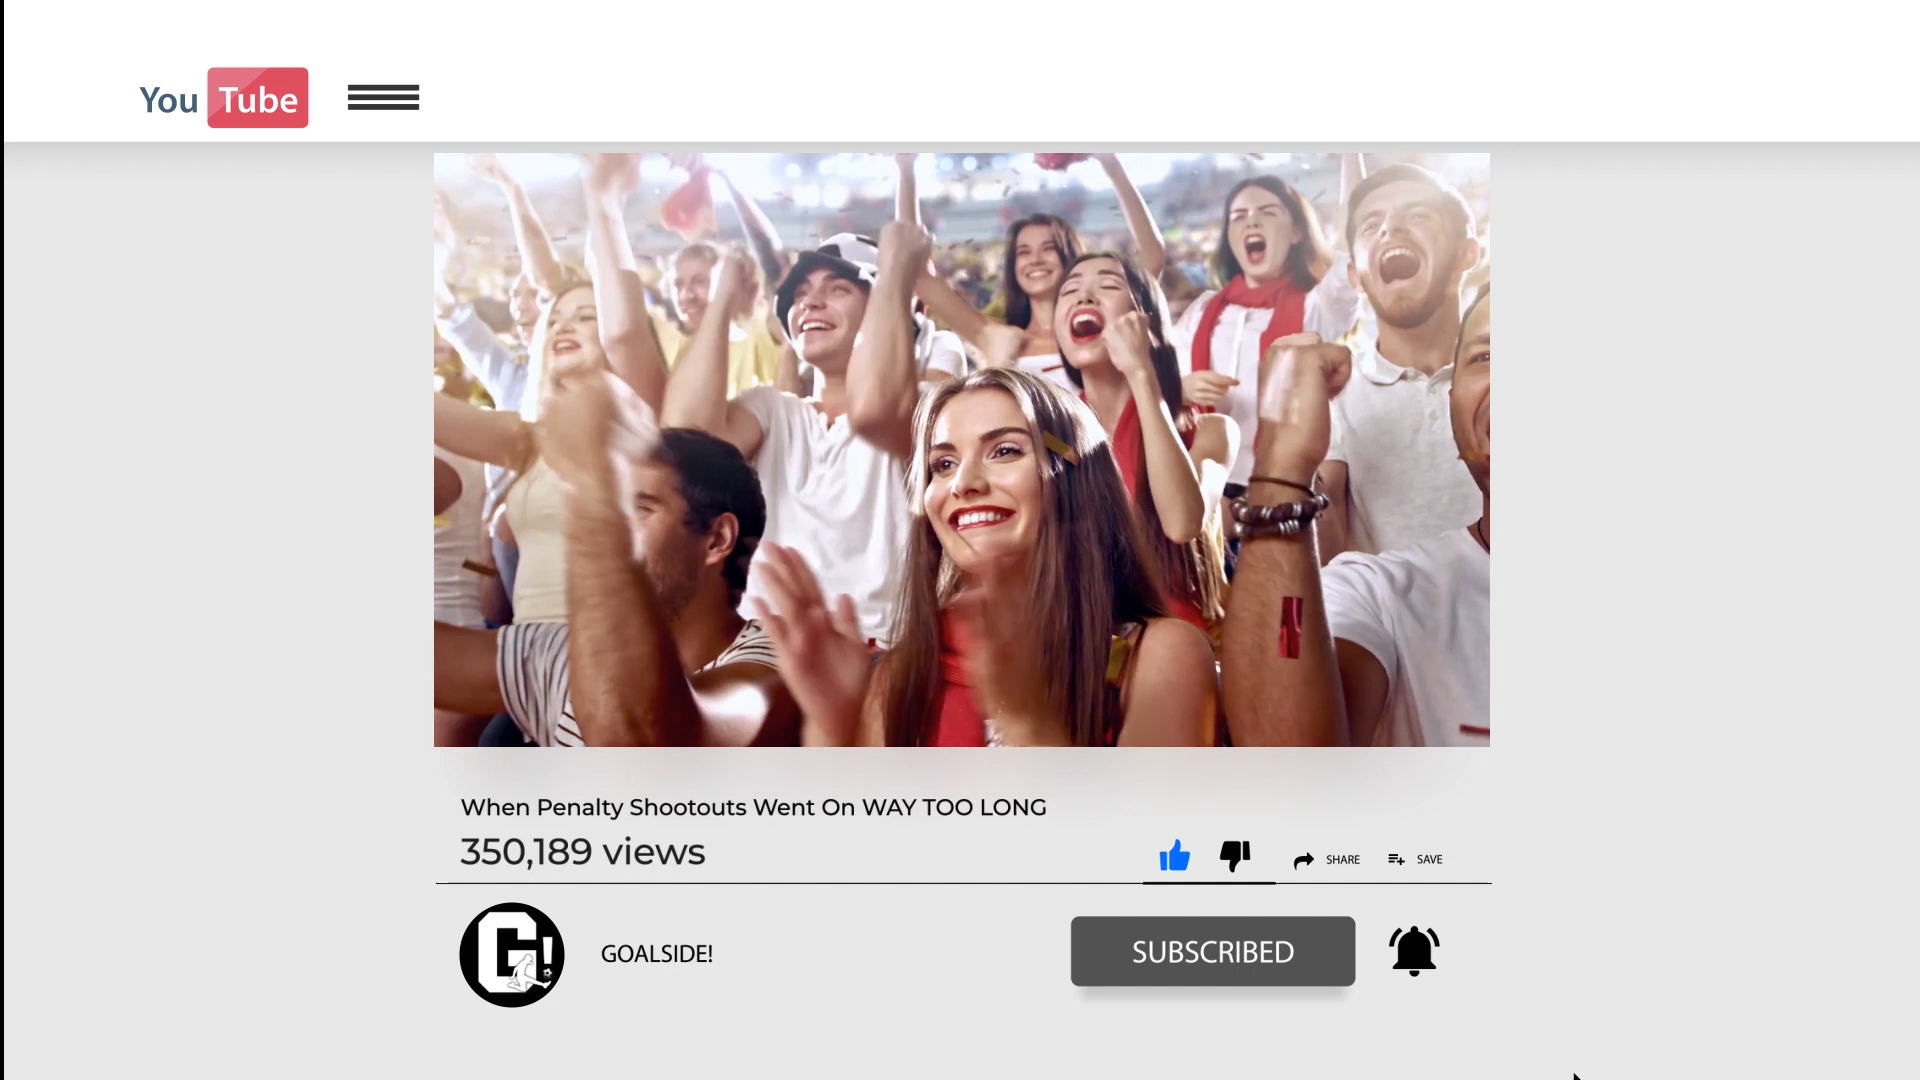 You Tube
When Penalty Shootouts Went On WAY TOO LONG
350,189 views
SHARE SAVE
G!
GOALSIDE!
SUBSCRIBED